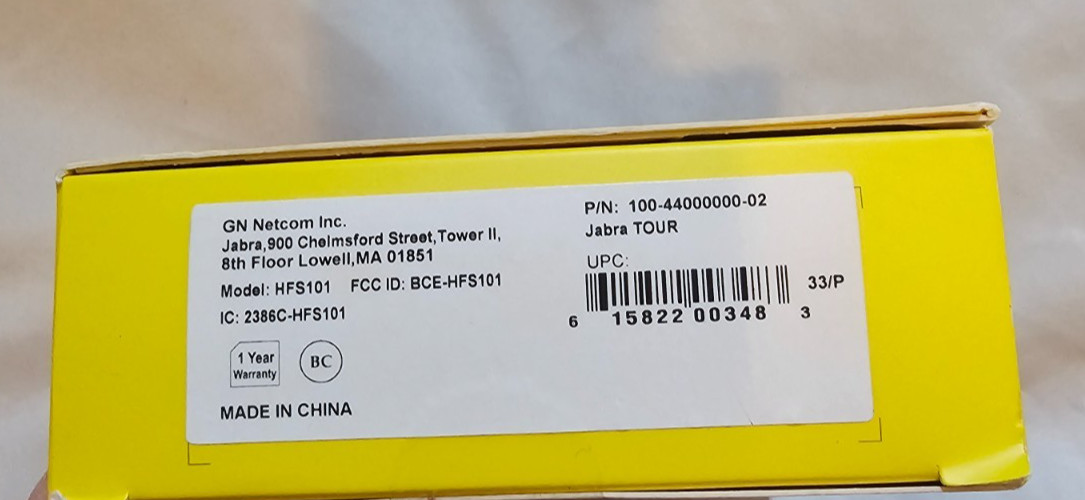 GN Netcom Inc.
Jabra,900 Chelmsford Street,Tower II,
8th Floor Lowell,MA 01851
Model: HFS101 FCC ID: BCE-HFS101
IC: 2386C-HFS101
1 Year
Warranty
BC
MADE IN CHINA
P/N: 100-44000000-02
Jabra TOUR
UPC:
33/P
6 15822 00348 3